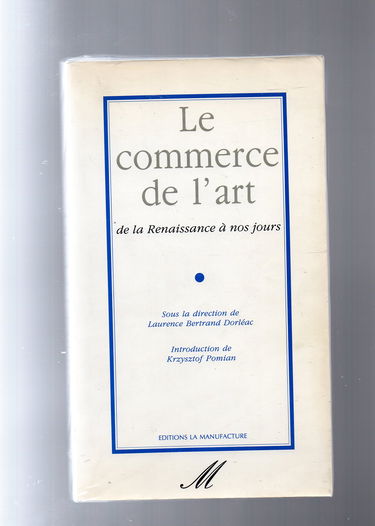 Le
commerce
de l'art
de la Renaissance à nos jours
Sous la direction de
Laurence Bertrand Dorléac
Introduction de
Krzysztof Pomian
EDITIONS LA MANUFACTURE
M